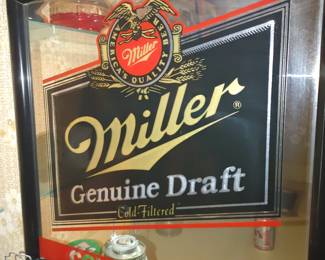 AMERICA'S QUALITY BEER
Miller
Miller®
Genuine Draft
Cold-Filtered